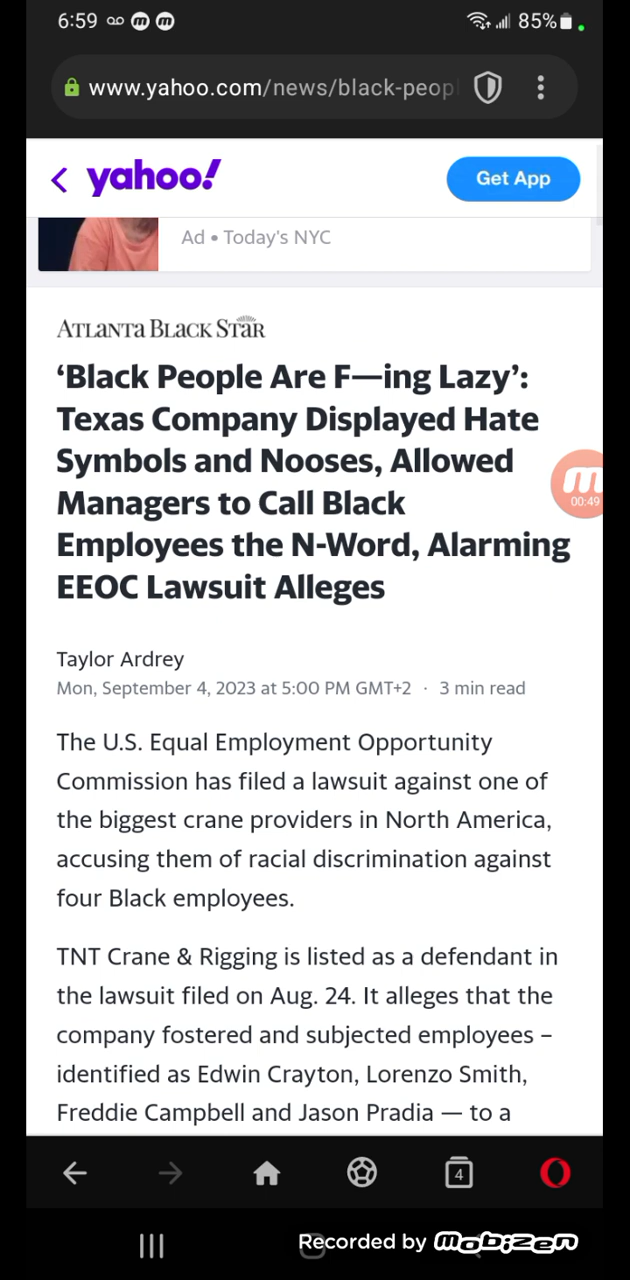 6:59
85%
www.yahoo.com/news/black-peop
yahoo!
Get App
Ad • Today's NYC
ATLANTA BLACK STAR
‘Black People Are F—ing Lazy’:
Texas Company Displayed Hate
Symbols and Nooses, Allowed
Managers to Call Black
Employees the N-Word, Alarming
EEOC Lawsuit Alleges
00:49
Taylor Ardrey
Mon, September 4, 2023 at 5:00 PM GMT+2 · 3 min read
The U.S. Equal Employment Opportunity
Commission has filed a lawsuit against one of
the biggest crane providers in North America,
accusing them of racial discrimination against
four Black employees.
TNT Crane & Rigging is listed as a defendant in
the lawsuit filed on Aug. 24. It alleges that the
company fostered and subjected employees –
identified as Edwin Crayton, Lorenzo Smith,
Freddie Campbell and Jason Pradia — to a
4
Recorded by mobizen